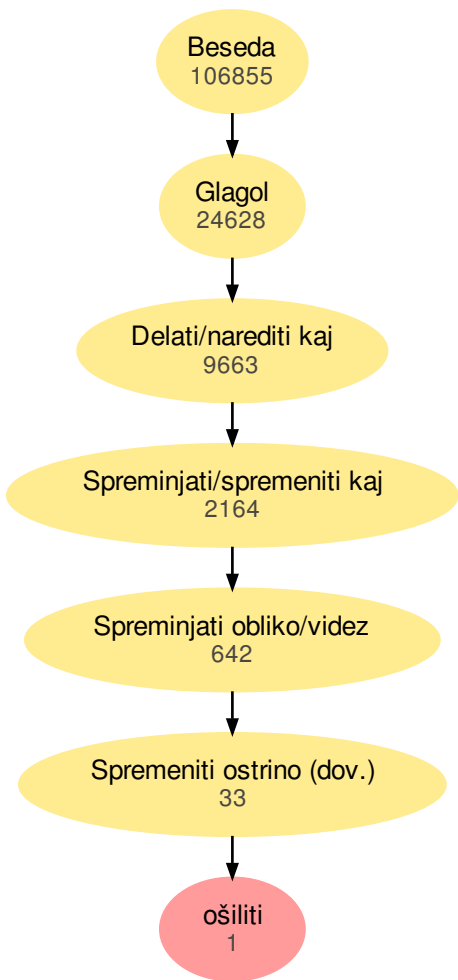 Beseda
106855
Glagol
24628
Delati/narediti kaj
9663
Spreminjati/spremeniti kaj
2164
Spreminjati obliko/videz
642
Spremeniti ostrino (dov.)
33
ošiliti
1